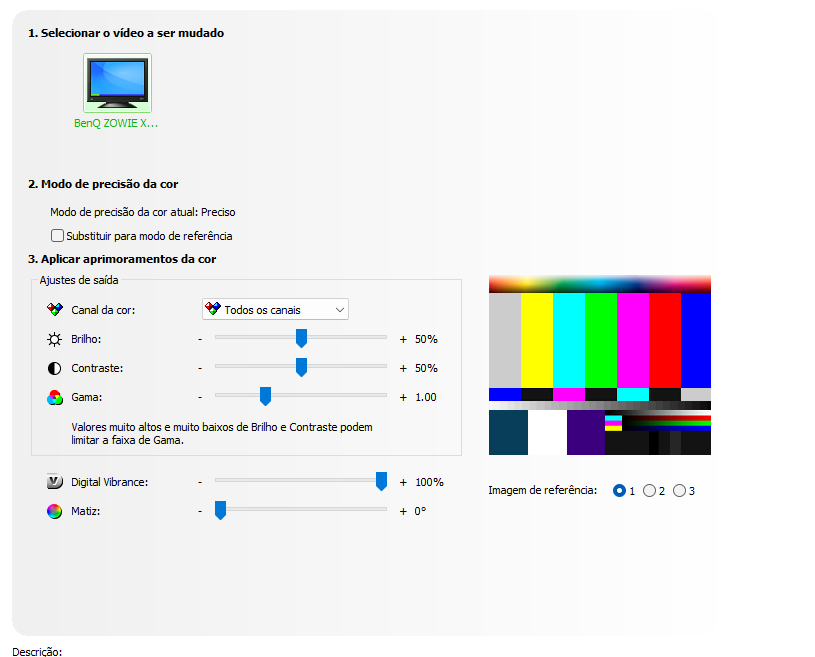 1. Selecionar o vídeo a ser mudado
BenQ ZOWIE X...
2. Modo de precisão da cor
Modo de precisão da cor atual: Preciso
Substituir para modo de referência
3. Aplicar aprimoramentos da cor
Ajustes de saída
Canal da cor: Todos os canais
Brilho: - + 50%
Contraste: - + 50%
Gama: - + 1.00
Valores muito altos e muito baixos de Brilho e Contraste podem
limitar a faixa de Gama.
Digital Vibrance: - + 100%
Matiz: - + 0°
Imagem de referência: 1 2 3
Descrição: